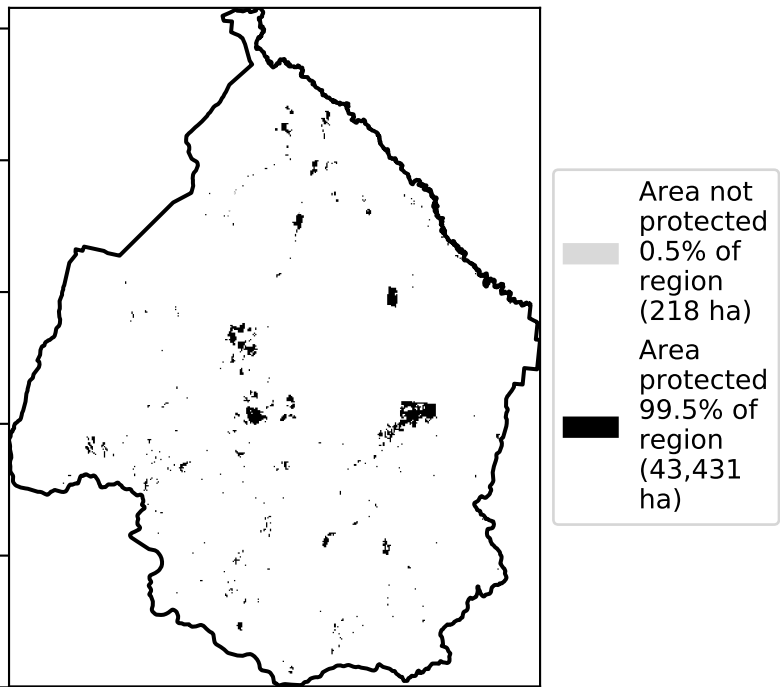 Area not
protected
0.5% of
region
(218 ha)
Area
protected
99.5% of
region
(43,431
ha)